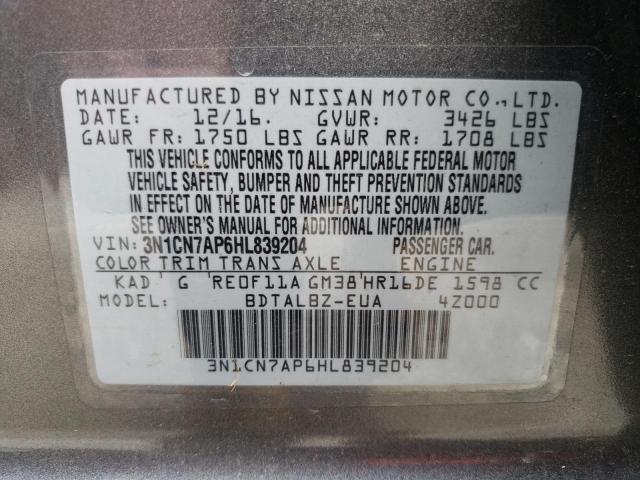 MANUFACTURED BY NISSAN MOTOR CO., LTD.
DATE: 12/16. GVWR: 3426 LBS
GAWR FR: 1750 LBS GAWR RR: 1708 LBS
THIS VEHICLE CONFORMS TO ALL APPLICABLE FEDERAL MOTOR
VEHICLE SAFETY, BUMPER AND THEFT PREVENTION STANDARDS
IN EFFECT ON THE DATE OF MANUFACTURE SHOWN ABOVE.
SEE OWNER'S MANUAL FOR ADDITIONAL INFORMATION.
VIN: 3N1CN7AP6HL839204 PASSENGER CAR.
COLOR TRIM TRANS AXLE ENGINE
KAD G RE0F11A GM38 HR16DE 1598 CC
MODEL: BDTALBZ-EUA 4Z000
3N1CN7AP6HL839204